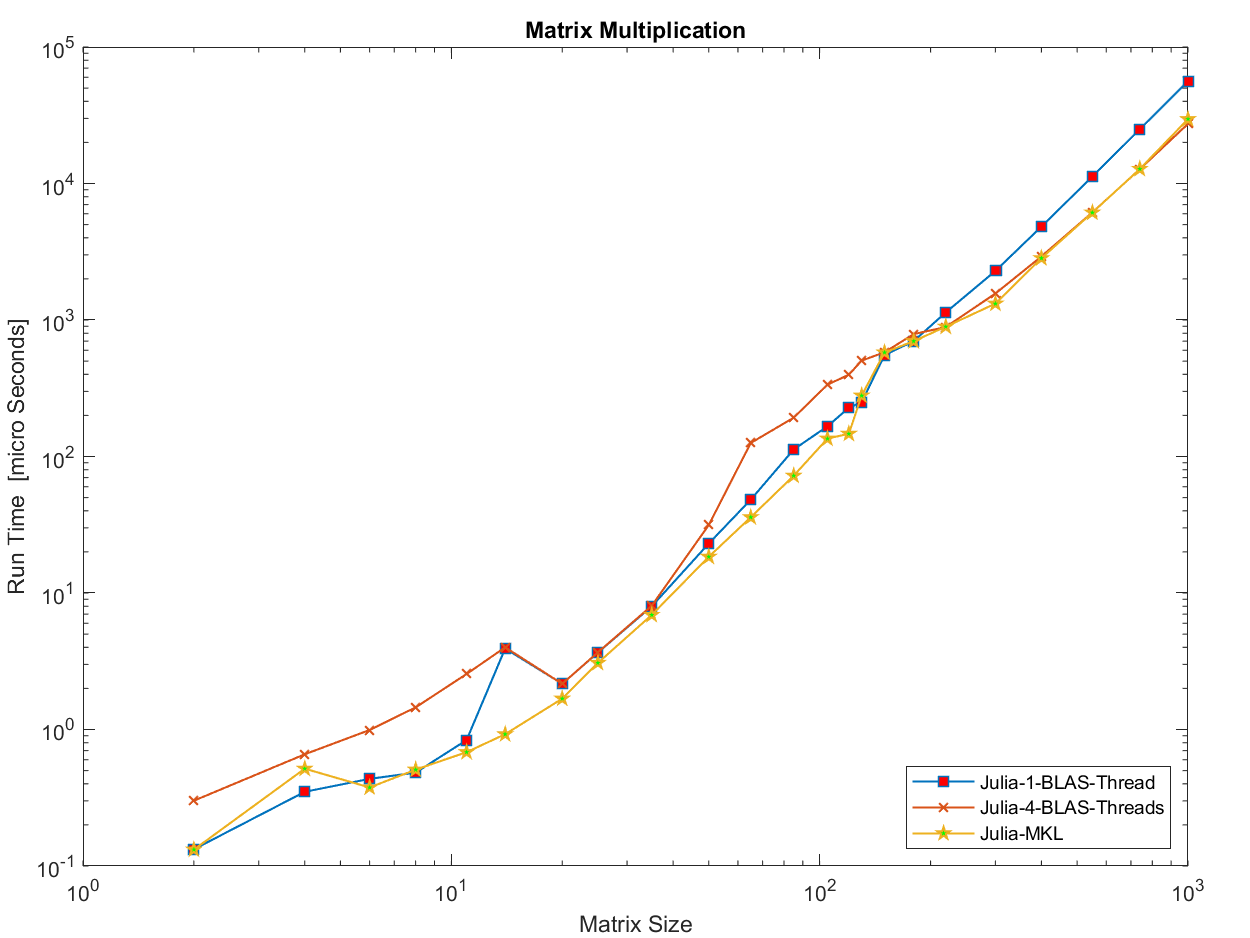 Matrix Multiplication
10^5
10^4
10^3
10^2
10^1
10^0
10^-1
Run Time  [micro Seconds]
Julia-1-BLAS-Thread
Julia-4-BLAS-Threads
Julia-MKL
10^0 10^1 10^2 10^3
Matrix Size